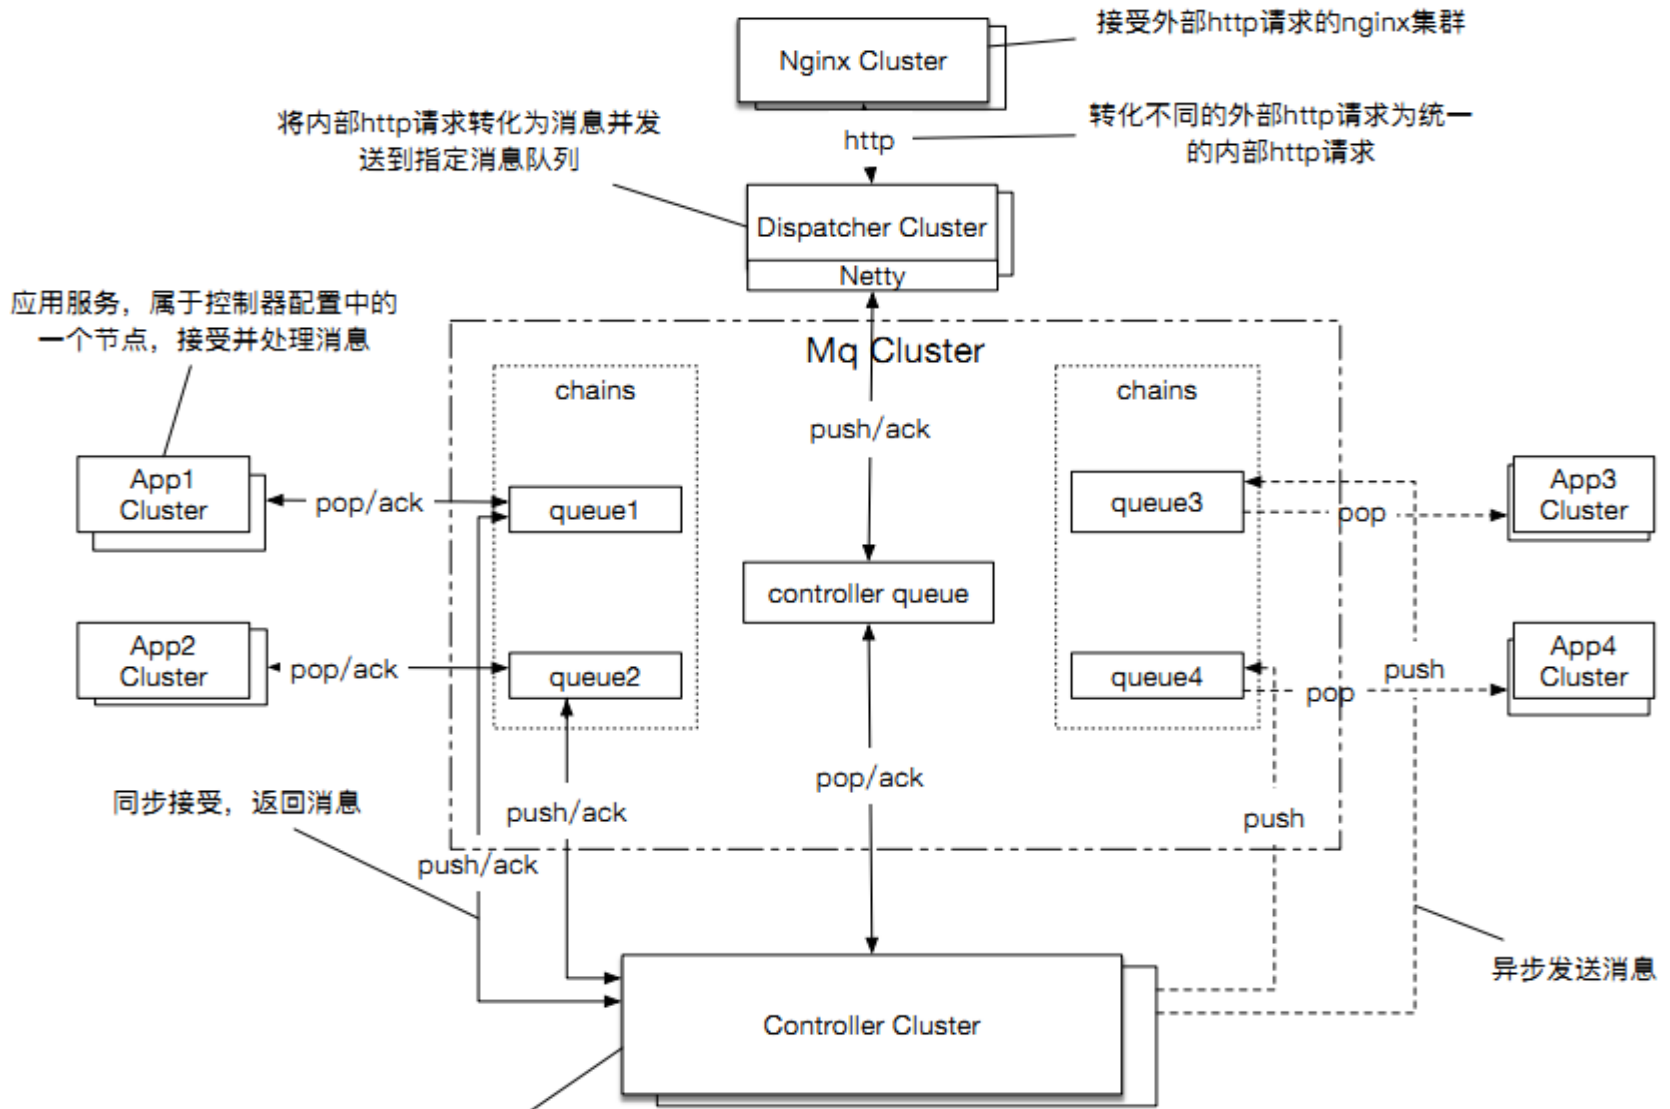 接受外部http请求的nginx集群
Nginx Cluster
将内部http请求转化为消息并发
送到指定消息队列
http
转化不同的外部http请求为统一
的内部http请求
Dispatcher Cluster
Netty
应用服务，属于控制器配置中的
一个节点，接受并处理消息
Mq Cluster
chains
chains
push/ack
App1
Cluster
pop/ack
queue1
queue3
pop
App3
Cluster
controller queue
App2
Cluster
pop/ack
queue2
queue4
pop
push
App4
Cluster
同步接受，返回消息
push/ack
pop/ack
push
push/ack
异步发送消息
Controller Cluster